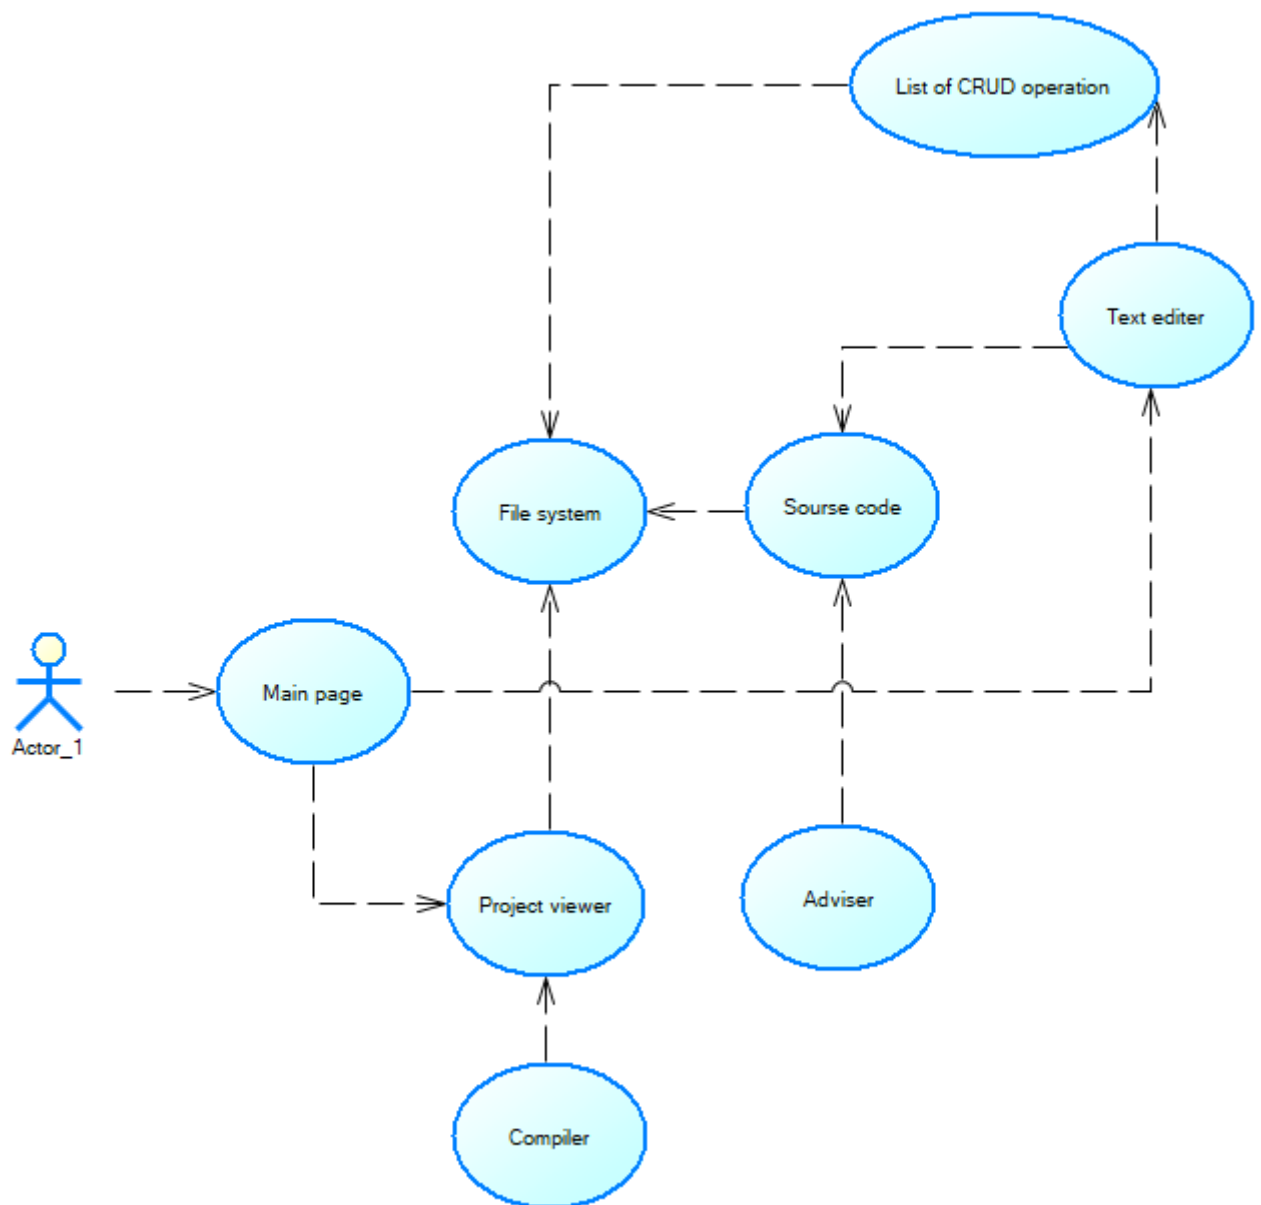 List of CRUD operation
Text editer
File system
Sourse code
Main page
Actor_1
Project viewer
Adviser
Compiler